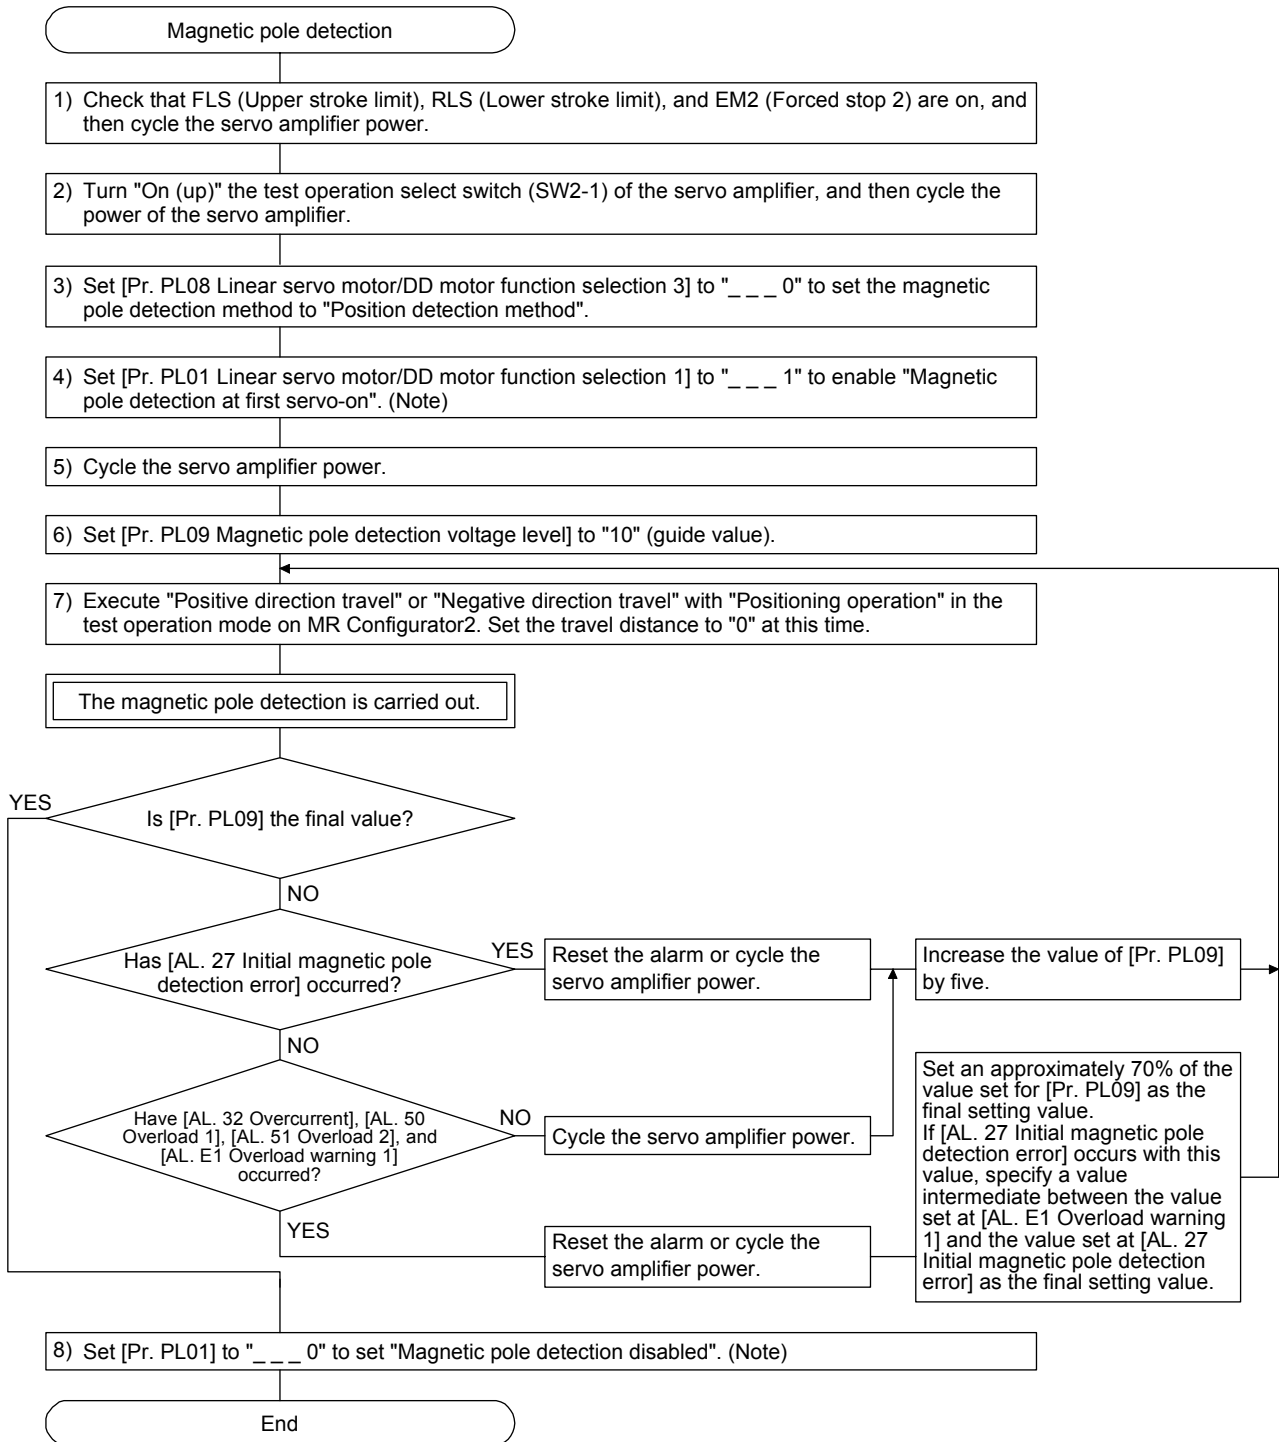 Magnetic pole detection
1) Check that FLS (Upper stroke limit), RLS (Lower stroke limit), and EM2 (Forced stop 2) are on, and
then cycle the servo amplifier power.
2) Turn "On (up)" the test operation select switch (SW2-1) of the servo amplifier, and then cycle the
power of the servo amplifier.
3) Set [Pr. PL08 Linear servo motor/DD motor function selection 3] to "_ _ _ 0" to set the magnetic
pole detection method to "Position detection method".
4) Set [Pr. PL01 Linear servo motor/DD motor function selection 1] to "_ _ _ 1" to enable "Magnetic
pole detection at first servo-on". (Note)
5) Cycle the servo amplifier power.
6) Set [Pr. PL09 Magnetic pole detection voltage level] to "10" (guide value).
7) Execute "Positive direction travel" or "Negative direction travel" with "Positioning operation" in the
test operation mode on MR Configurator2. Set the travel distance to "0" at this time.
The magnetic pole detection is carried out.
YES
Is [Pr. PL09] the final value?
NO
Has [AL. 27 Initial magnetic pole
detection error] occurred?
YES
Reset the alarm or cycle the
servo amplifier power.
Increase the value of [Pr. PL09]
by five.
NO
Have [AL. 32 Overcurrent], [AL. 50
Overload 1], [AL. 51 Overload 2], and
[AL. E1 Overload warning 1]
occurred?
NO
Cycle the servo amplifier power.
YES
Reset the alarm or cycle the
servo amplifier power.
Set an approximately 70% of the
value set for [Pr. PL09] as the
final setting value.
If [AL. 27 Initial magnetic pole
detection error] occurs with this
value, specify a value
intermediate between the value
set at [AL. E1 Overload warning
1] and the value set at [AL. 27
Initial magnetic pole detection
error] as the final setting value.
8) Set [Pr. PL01] to "_ _ _ 0" to set "Magnetic pole detection disabled". (Note)
End